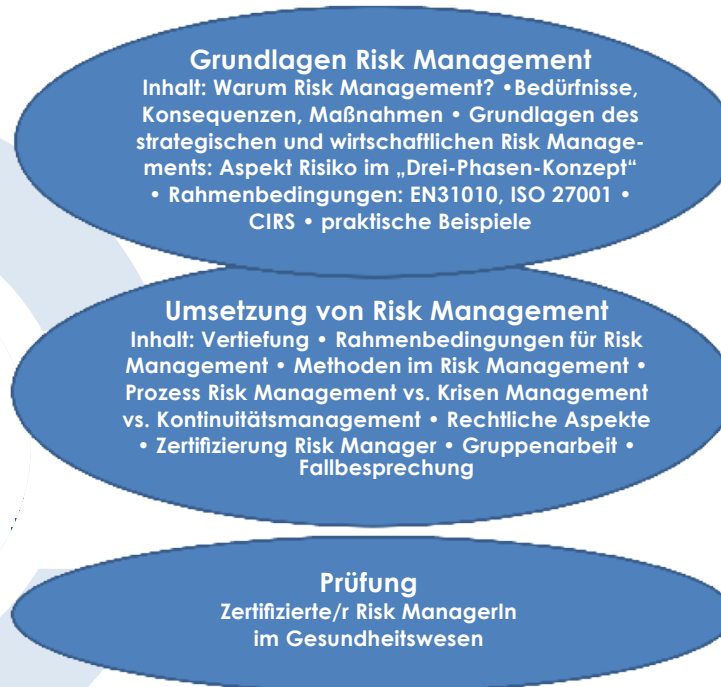 Grundlagen Risk Management
Inhalt: Warum Risk Management? •Bedürfnisse,
Konsequenzen, Maßnahmen • Grundlagen des
strategischen und wirtschaftlichen Risk Manage-
ments: Aspekt Risiko im „Drei-Phasen-Konzept“
• Rahmenbedingungen: EN31010, ISO 27001 •
CIRS • praktische Beispiele
Umsetzung von Risk Management
Inhalt: Vertiefung • Rahmenbedingungen für Risk
Management • Methoden im Risk Management •
Prozess Risk Management vs. Krisen Management
vs. Kontinuitätsmanagement • Rechtliche Aspekte
• Zertifizierung Risk Manager • Gruppenarbeit •
Fallbesprechung
Prüfung
Zertifizierte/r Risk ManagerIn
im Gesundheitswesen